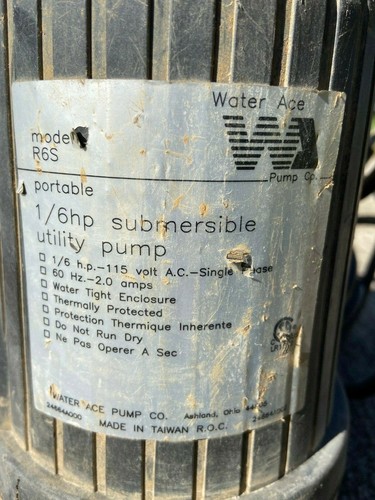 Water Ace
WA
model
R6S
Pump Co.
portable
1/6hp submersible
utility pump
1/6 h.p.-115 volt A.C.-Single
60 Hz.-2.0 amps
Water Tight Enclosure
Thermally Protected
Protection Thermique Inherente
Do Not Run Dry
Ne Pas Operer A Sec
WATER ACE PUMP CO. Ashland, Ohio
MADE IN TAIWAN R.O.C.